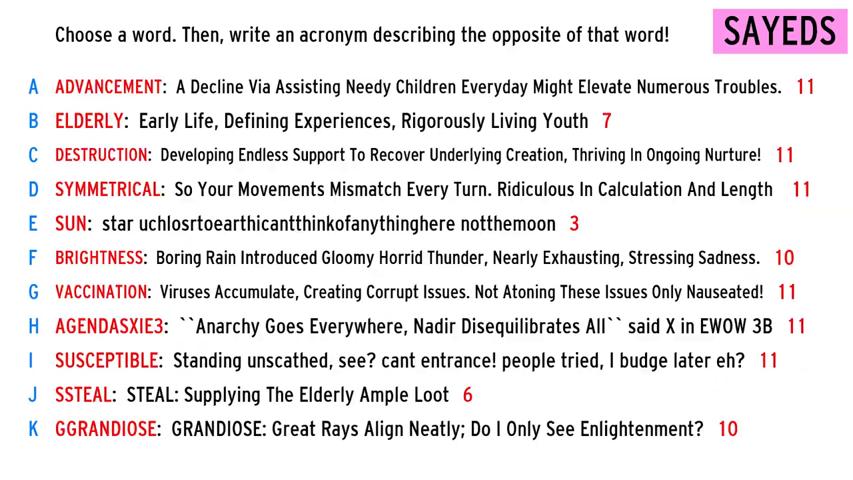 Choose a word. Then, write an acronym describing the opposite of that word!
SAYEDS
A ADVANCEMENT: A Decline Via Assisting Needy Children Everyday Might Elevate Numerous Troubles. 11
B ELDERLY: Early Life, Defining Experiences, Rigorously Living Youth 7
C DESTRUCTION: Developing Endless Support To Recover Underlying Creation, Thriving In Ongoing Nurture! 11
D SYMMETRICAL: So Your Movements Mismatch Every Turn. Ridiculous In Calculation And Length 11
E SUN: star uchlosrtoearthicantthinkofanythinghere notthemoon 3
F BRIGHTNESS: Boring Rain Introduced Gloomy Horrid Thunder, Nearly Exhausting, Stressing Sadness. 10
G VACCINATION: Viruses Accumulate, Creating Corrupt Issues. Not Atoning These Issues Only Nauseated! 11
H AGENDASXIE3: ``Anarchy Goes Everywhere, Nadir Disequilibrates All`` said X in EWOW 3B 11
I SUSCEPTIBLE: Standing unscathed, see? cant entrance! people tried, I budge later eh? 11
J SSTEAL: STEAL: Supplying The Elderly Ample Loot 6
K GGRANDIOSE: GRANDIOSE: Great Rays Align Neatly; Do I Only See Enlightenment? 10